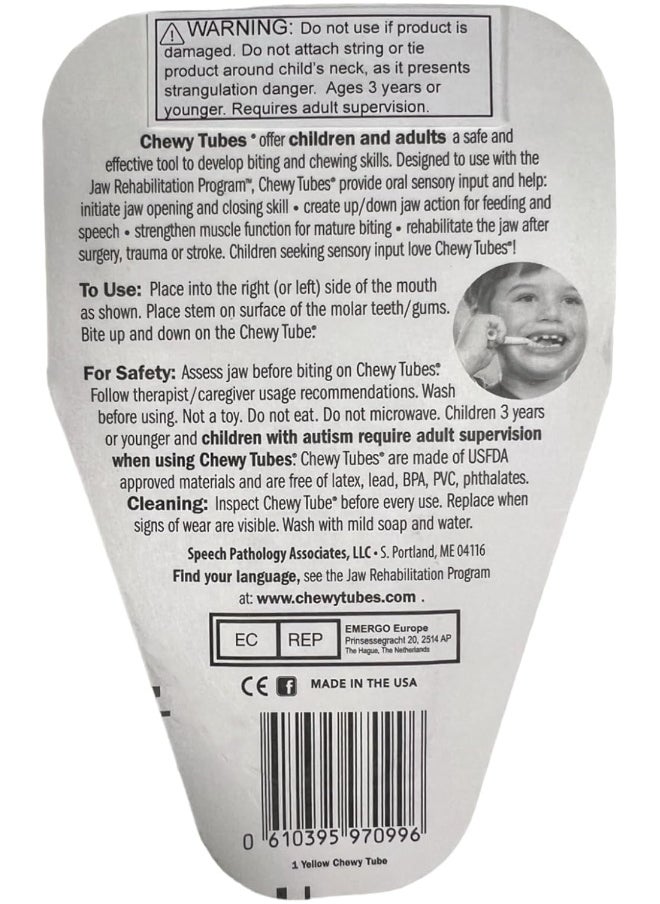 ⚠ WARNING: Do not use if product is
damaged. Do not attach string or tie
product around child's neck, as it presents
strangulation danger. Ages 3 years or
younger. Requires adult supervision.
Chewy Tubes® offer children and adults a safe and
effective tool to develop biting and chewing skills. Designed to use with the
Jaw Rehabilitation Program™, Chewy Tubes® provide oral sensory input and help:
initiate jaw opening and closing skill • create up/down jaw action for feeding and
speech • strengthen muscle function for mature biting • rehabilitate the jaw after
surgery, trauma or stroke. Children seeking sensory input love Chewy Tubes®!
To Use: Place into the right (or left) side of the mouth
as shown. Place stem on surface of the molar teeth/gums.
Bite up and down on the Chewy Tube®.
For Safety: Assess jaw before biting on Chewy Tubes®.
Follow therapist/caregiver usage recommendations. Wash
before using. Not a toy. Do not eat. Do not microwave. Children 3 years
or younger and children with autism require adult supervision
when using Chewy Tubes®. Chewy Tubes® are made of USFDA
approved materials and are free of latex, lead, BPA, PVC, phthalates.
Cleaning: Inspect Chewy Tube® before every use. Replace when
signs of wear are visible. Wash with mild soap and water.
Speech Pathology Associates, LLC • S. Portland, ME 04116
Find your language, see the Jaw Rehabilitation Program
at: www.chewytubes.com .
EC REP EMERGO Europe
Prinsessegracht 20, 2514 AP
The Hague, The Netherlands
CE f MADE IN THE USA
0 610395 970996
1 Yellow Chewy Tube